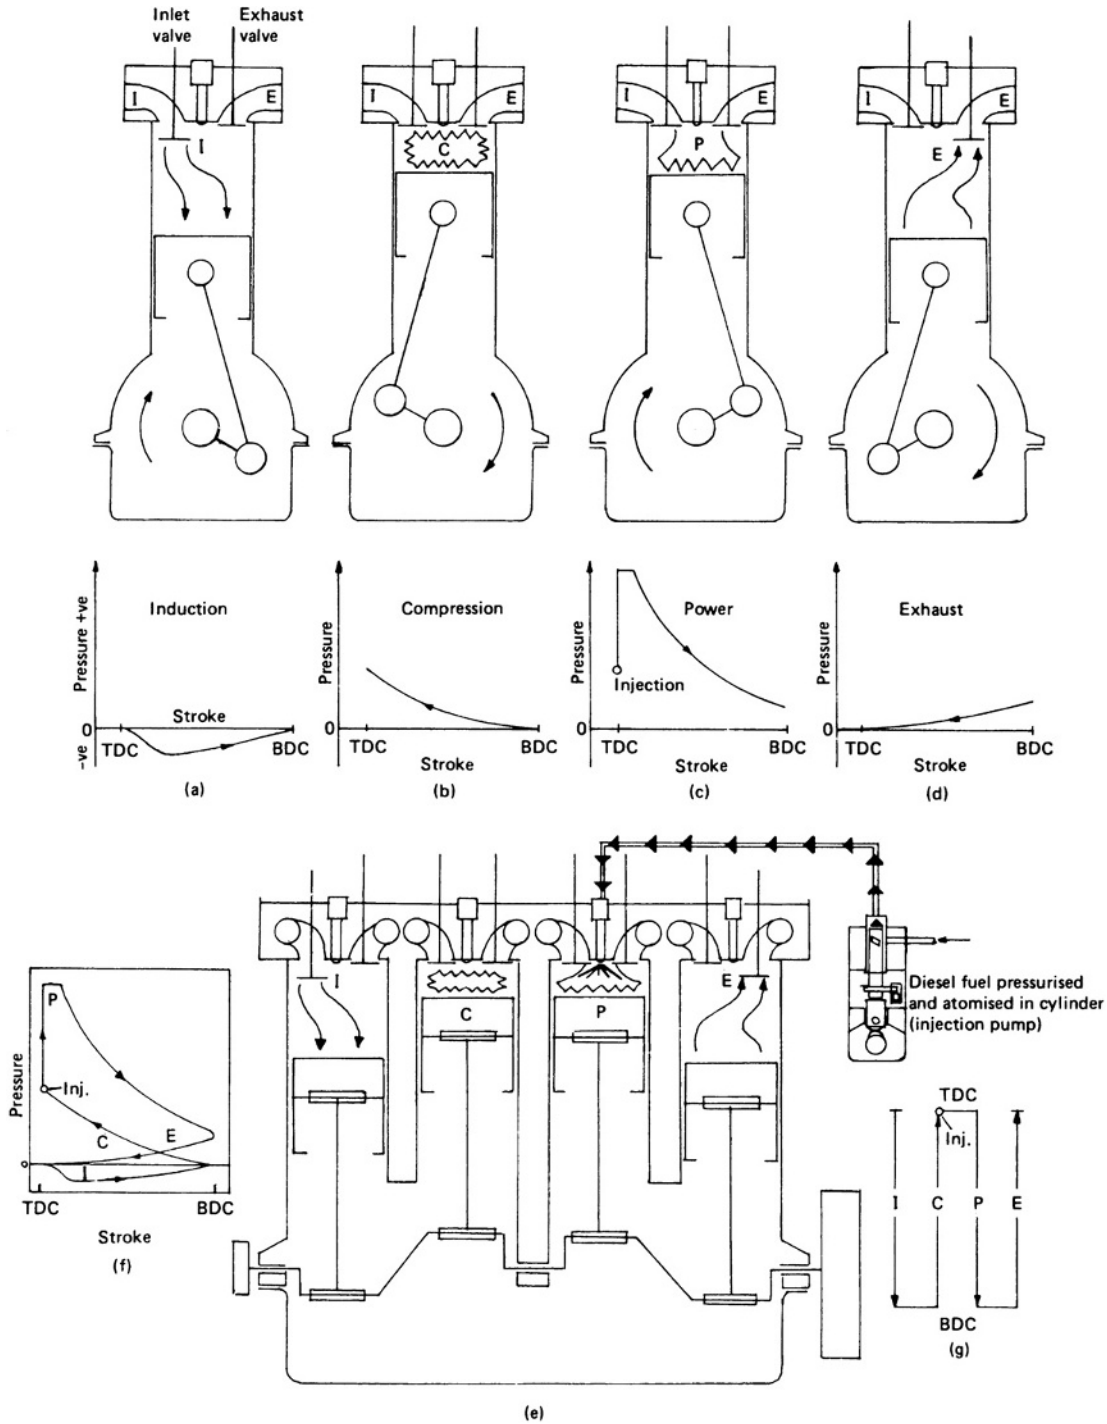 Inlet
valve
Exhaust
valve
I
E
I
I
E
C
I
E
P
I
E
E
Pressure +ve
0
-ve
Induction
Stroke
TDC
BDC
(a)
Pressure
0
Compression
TDC
BDC
Stroke
(b)
Pressure
0
Power
Injection
TDC
BDC
Stroke
(c)
Pressure
0
Exhaust
TDC
BDC
Stroke
(d)
I
C
P
E
Diesel fuel pressurised
and atomised in cylinder
(injection pump)
(e)
Pressure
P
Inj.
C
E
I
TDC
BDC
Stroke
(f)
TDC
Inj.
I
C
P
E
BDC
(g)